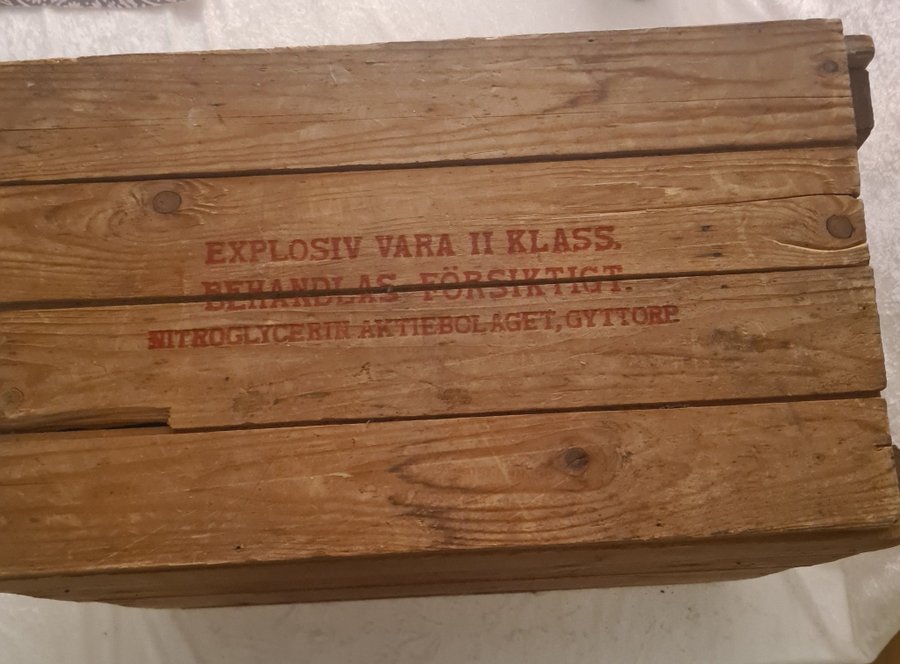 EXPLOSIV VARA II KLASS.
BEHANDLAS FÖRSIKTIGT.
NITROGLYCERIN AKTIEBOLAGET, GYTTORP.